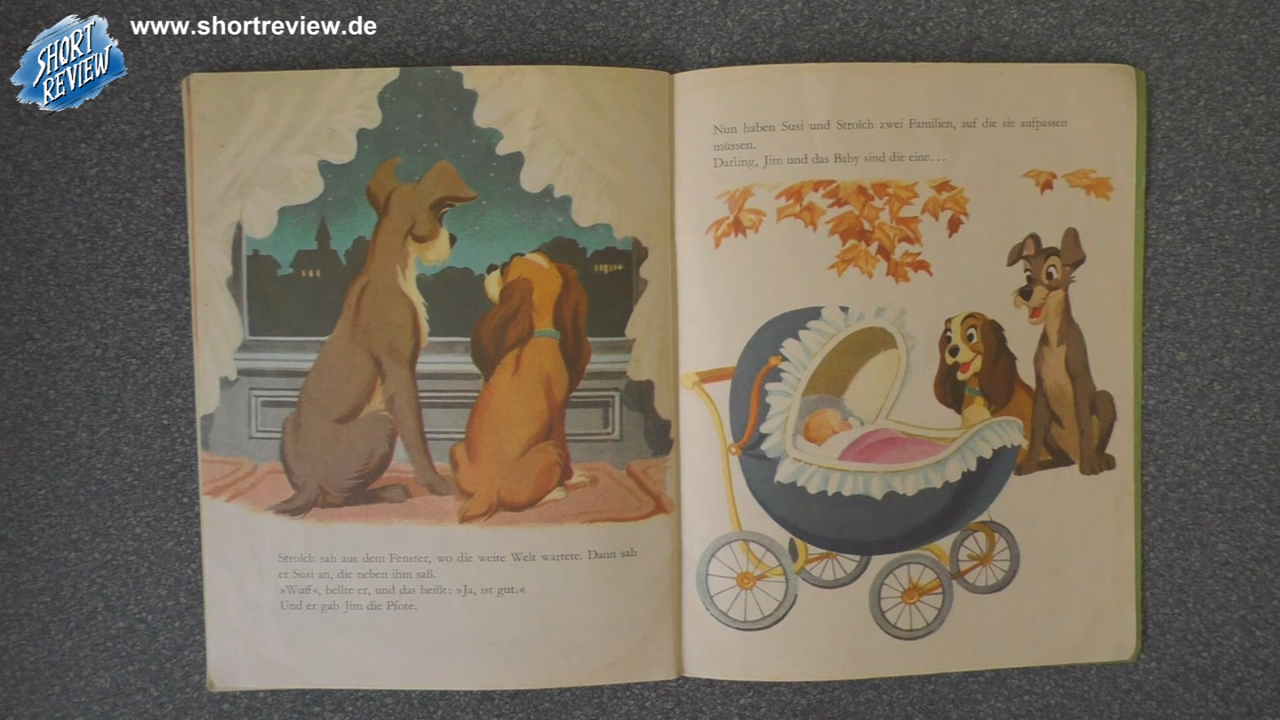 SHORT
REVIEW
www.shortreview.de
Strolch sah aus dem Fenster, wo die weite Welt wartete. Dann sah
er Susi an, die neben ihm saß.
»Wuff«, bellte er, und das heißt: »Ja, ist gut.«
Und er gab Jim die Pfote.
Nun haben Susi und Strolch zwei Familien, auf die sie aufpassen
müssen.
Darling, Jim und das Baby sind die eine...